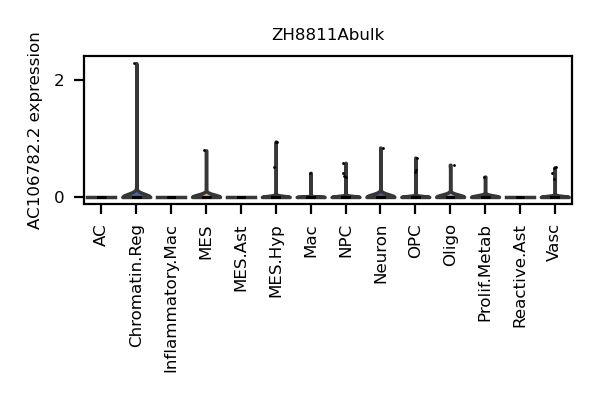 ZH8811Abulk
AC106782.2 expression
2
0
AC
Chromatin.Reg
Inflammatory.Mac
MES
MES.Ast
MES.Hyp
Mac
NPC
Neuron
OPC
Oligo
Prolif.Metab
Reactive.Ast
Vasc